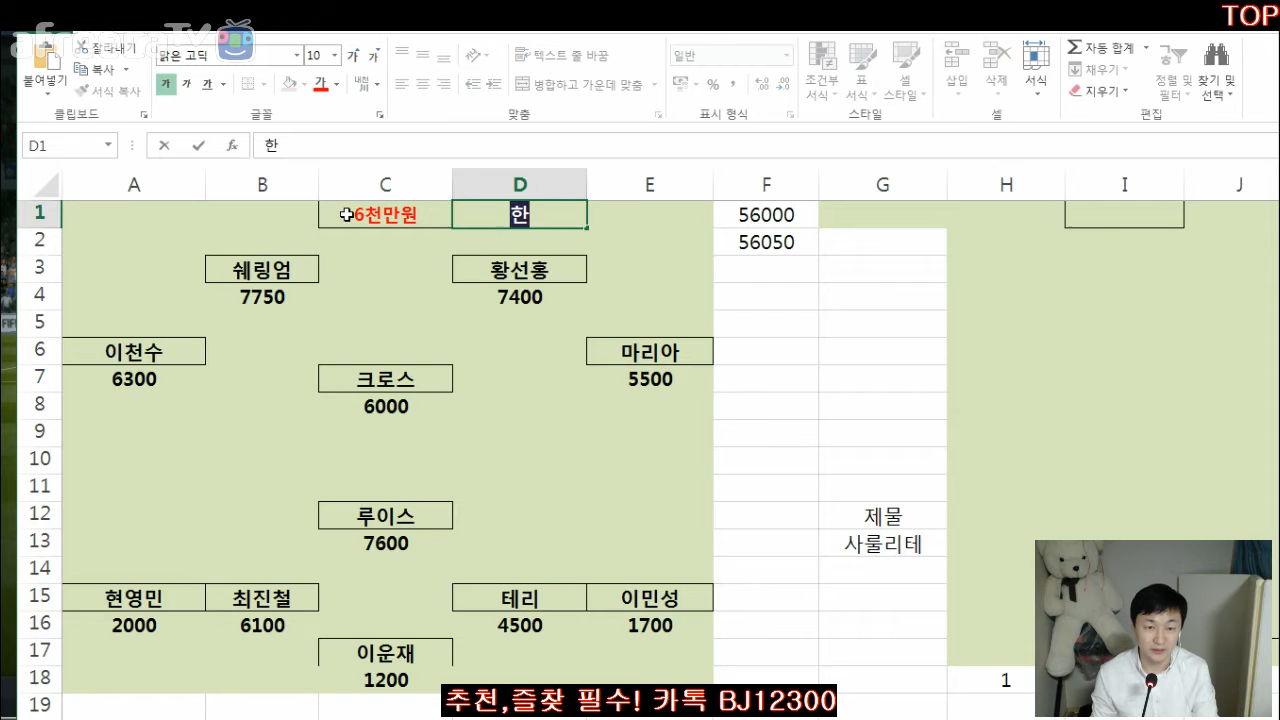 TOP
afreecaTV
잘라내기
복사
서식 복사
붙여넣기
클립보드
맑은 고딕 10
가 가 가 가 내천
글꼴
텍스트 줄 바꿈
병합하고 가운데 맞춤
맞춤
일반
표시 형식
조건부 서식
표 서식
셀 스타일
스타일
삽입 삭제 서식
셀
자동 합계
채우기
지우기
정렬 및 필터
찾기 및 선택
편집
D1 fx 한
A B C D E F G H I J
1 6천만원 한 56000
2 56050
3 쉐링엄 황선홍
4 7750 7400
5
6 이천수 마리아
7 6300 크로스 5500
8 6000
9
10
11
12 루이스 제물
13 7600 사룰리테
14
15 현영민 최진철 테리 이민성
16 2000 6100 4500 1700
17 이운재
18 1200 1
19
추천,즐찾 필수! 카톡 BJ12300